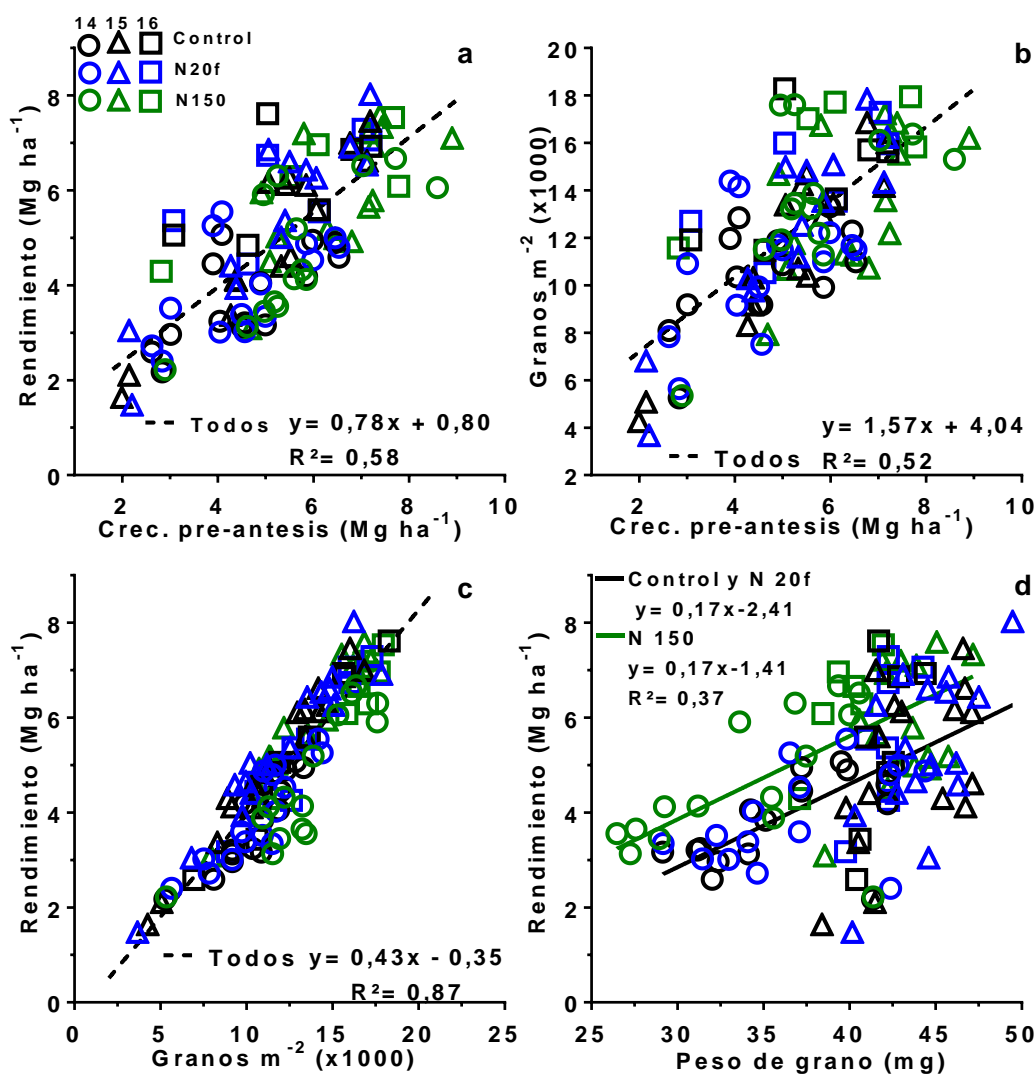 14 15 16
Control
N20f
N150
a
8
6
4
2
0
Rendimiento (Mg ha-1)
Todos y= 0,78x + 0,80
R²= 0,58
2 4 6 8 10
Crec. pre-antesis (Mg ha-1)
b
20
18
16
14
12
10
8
6
4
2
Granos m-2 (x1000)
y= 1,57x + 4,04
Todos R²= 0,52
2 4 6 8 10
Crec. pre-antesis (Mg ha-1)
c
8
6
4
2
0
Rendimiento (Mg ha-1)
Todos y= 0,43x - 0,35
R²= 0,87
0 5 10 15 20 25
Granos m-2 (x1000)
d
Control y N 20f
y= 0,17x-2,41
N 150
y= 0,17x-1,41
R²= 0,37
8
6
4
2
0
Rendimiento (Mg ha-1)
25 30 35 40 45 50
Peso de grano (mg)